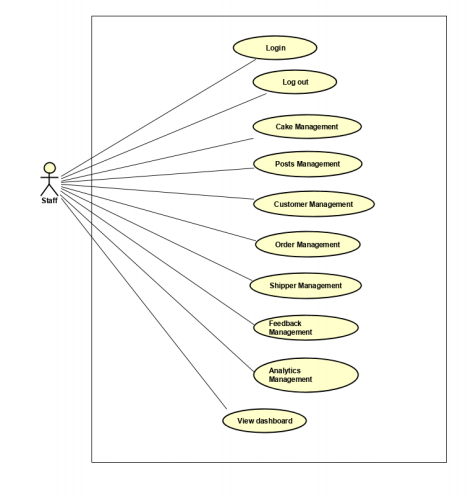 Login
Log out
Cake Management
Posts Management
Staff
Customer Management
Order Management
Shipper Management
Feedback
Management
Analytics
Management
View dashboard